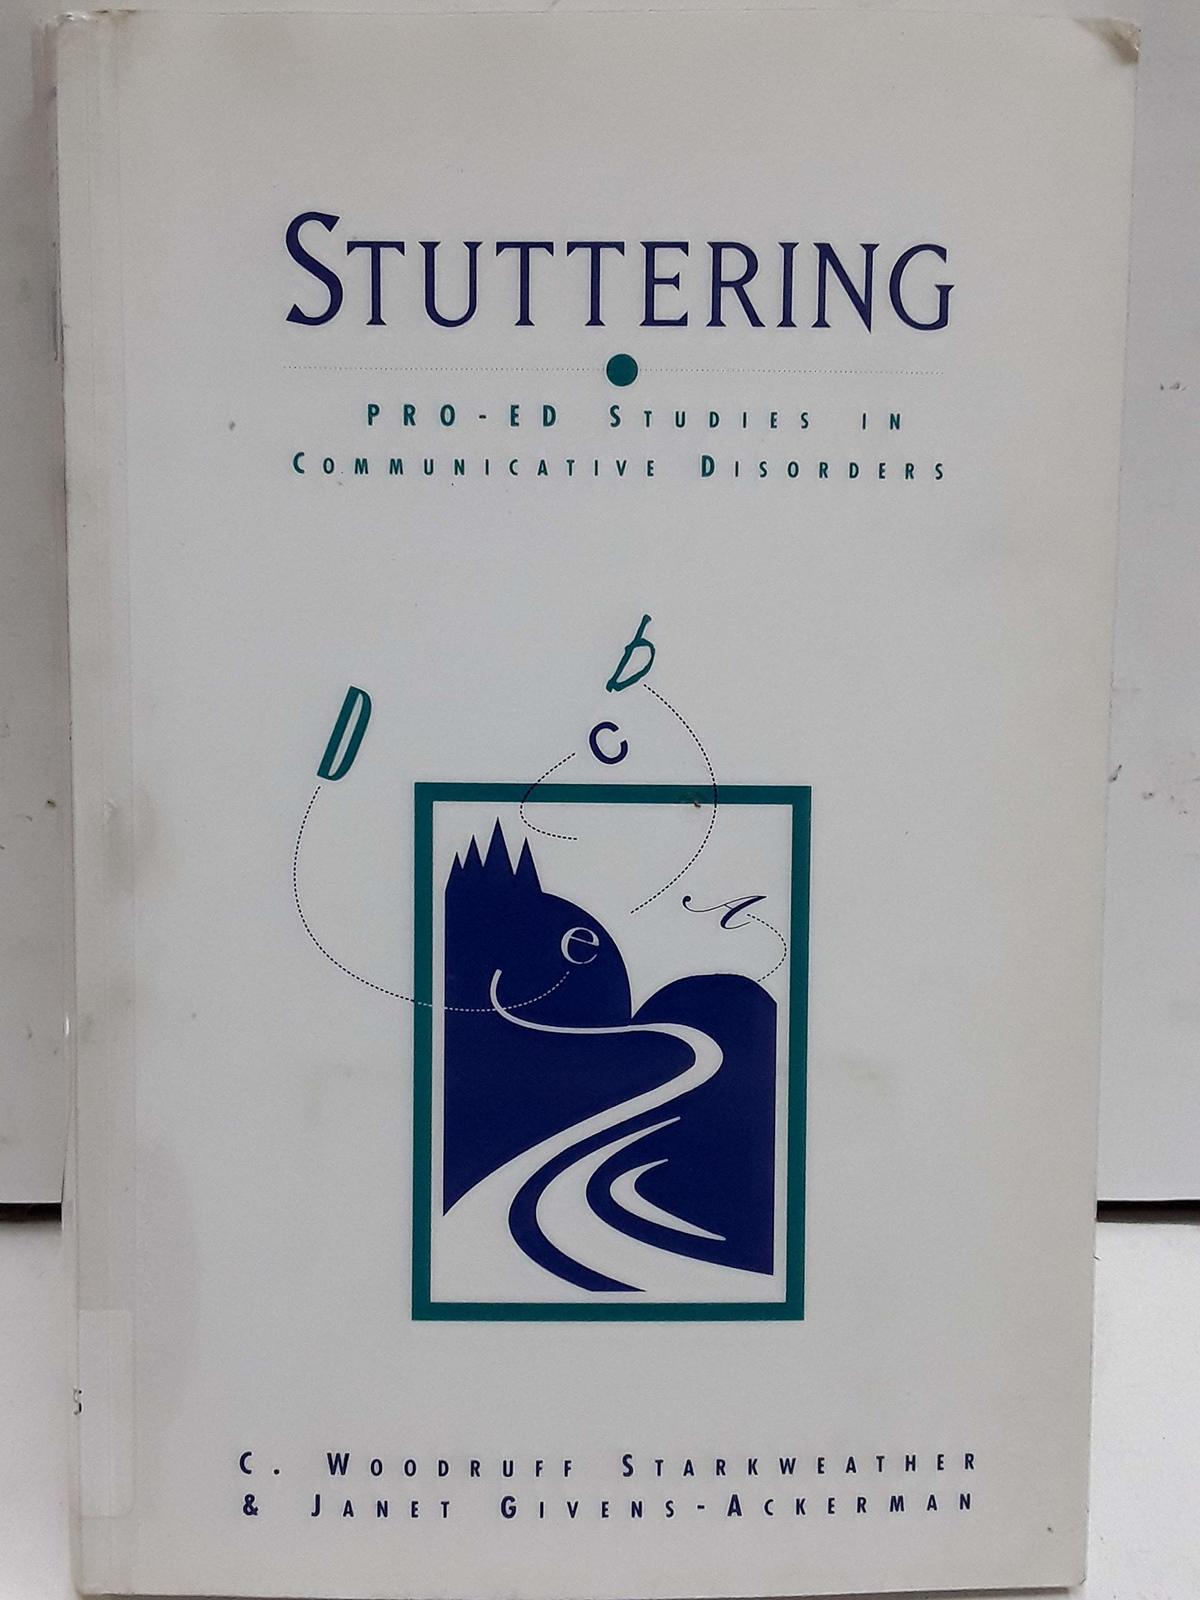 STUTTERING
PRO-ED STUDIES IN
COMMUNICATIVE DISORDERS
b
D
c
A
e
C. WOODRUFF STARKWEATHER
& JANET GIVENS-ACKERMAN